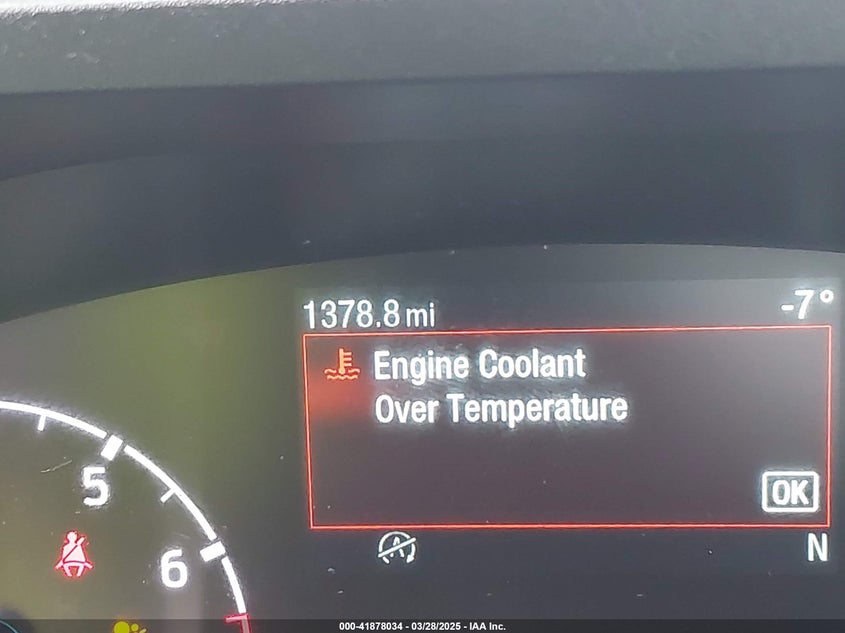 1378.8 mi
-7°
Engine Coolant
Over Temperature
OK
5
A
N
6
000-41878034 - 03/28/2025 - IAA Inc.